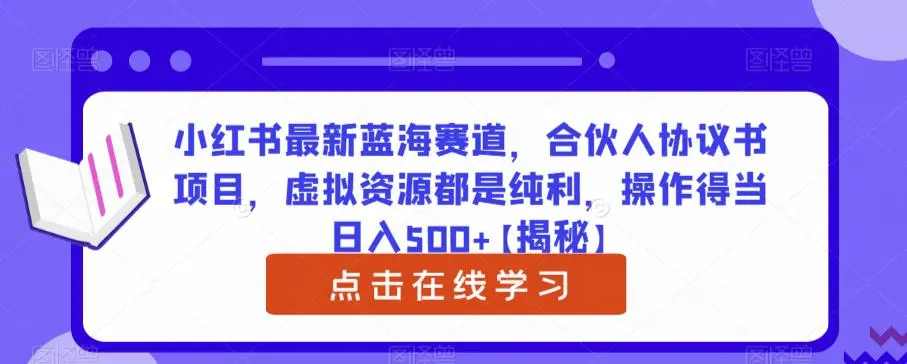 图怪兽 图怪兽 图怪兽
小红书最新蓝海赛道，合伙人协议书
项目，虚拟资源都是纯利，操作得当
日入500+【揭秘】
点击在线学习
图怪兽 图怪兽 图怪兽